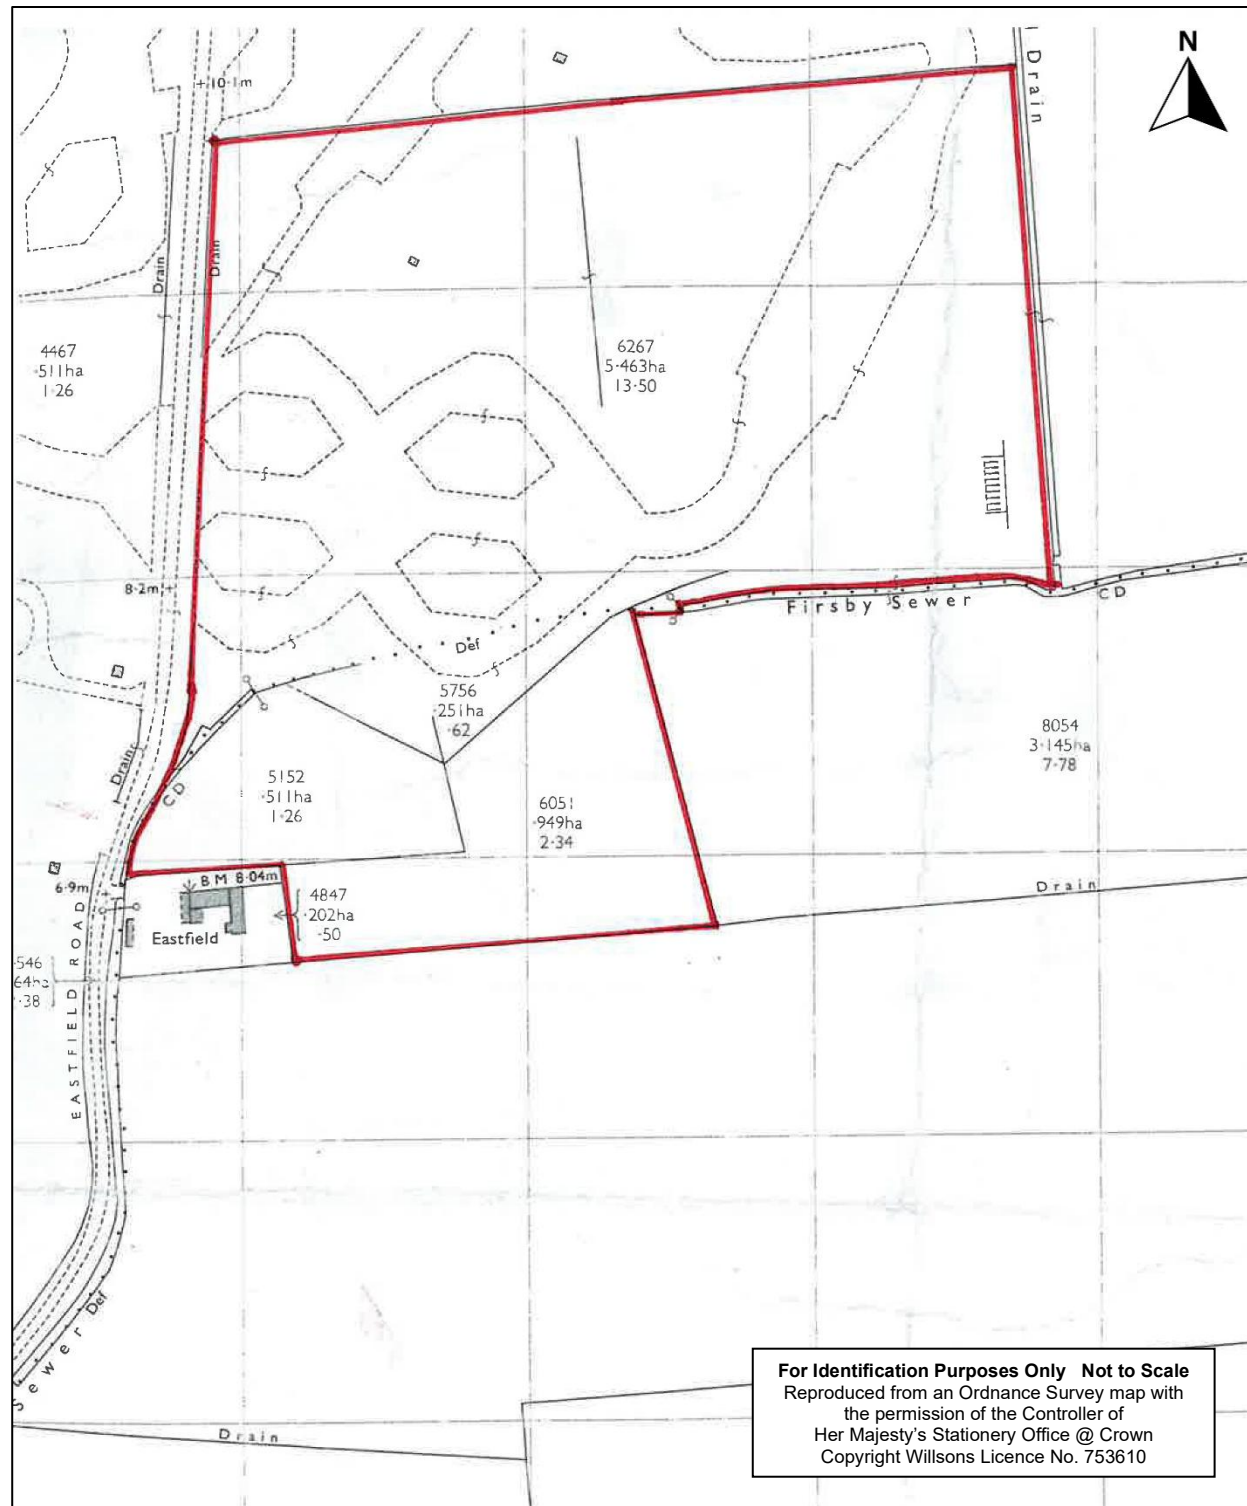 N
+10·1m
Drain
Drain
Drain
4467
·511ha
1·26
6267
5·463ha
13·50
8·2m+
Firsby Sewer
CD
Def
5756
·251ha
·62
8054
3·145ha
7·78
Drain
CD
5152
·511ha
1·26
6051
·949ha
2·34
BM 8·04m
6·9m
+
4847
·202ha
·50
Eastfield
Drain
546
64ha
·38
EASTFIELD ROAD
Sewer Def
Drain
For Identification Purposes Only Not to Scale
Reproduced from an Ordnance Survey map with
the permission of the Controller of
Her Majesty's Stationery Office @ Crown
Copyright Willsons Licence No. 753610